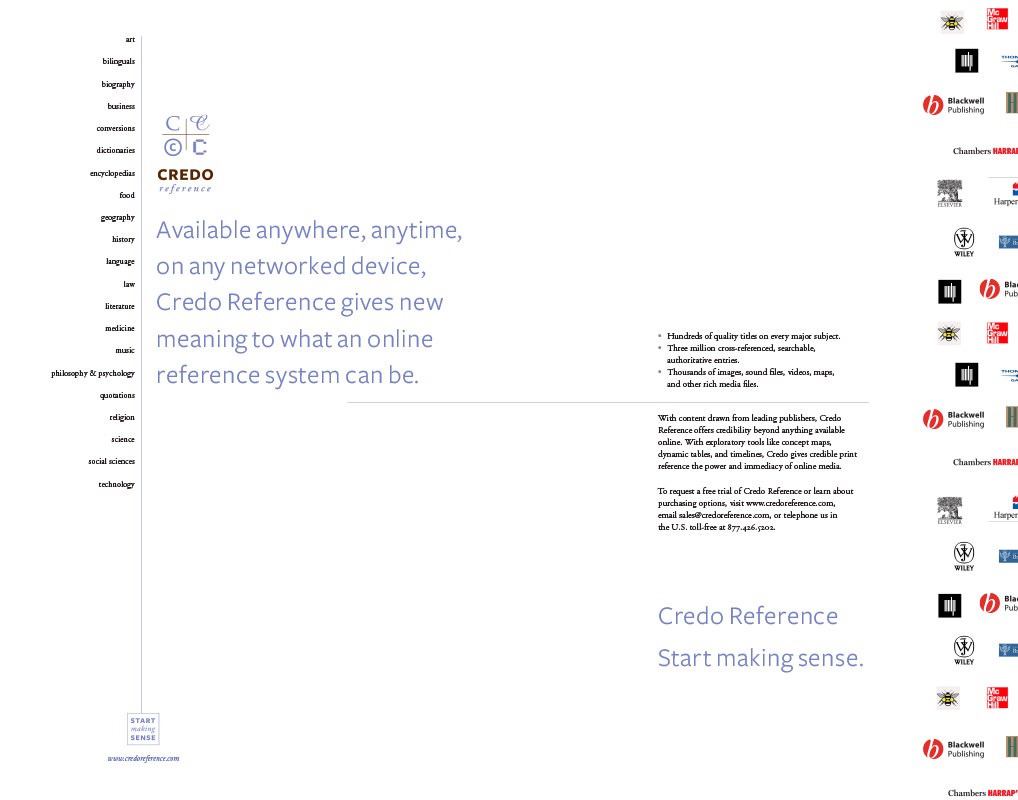 art
bilinguals
biography
business
conversions
dictionaries
encyclopedias
food
geography
history
language
law
literature
medicine
music
philosophy & psychology
quotations
religion
science
social sciences
technology
START
making
SENSE
www.credoreference.com
C C
© C
CREDO
reference
Available anywhere, anytime,
on any networked device,
Credo Reference gives new
meaning to what an online
reference system can be.
• Hundreds of quality titles on every major subject.
• Three million cross-referenced, searchable,
authoritative entries.
• Thousands of images, sound files, videos, maps,
and other rich media files.
With content drawn from leading publishers, Credo
Reference offers credibility beyond anything available
online. With exploratory tools like concept maps,
dynamic tables, and timelines, Credo gives credible print
reference the power and immediacy of online media.
To request a free trial of Credo Reference or learn about
purchasing options, visit www.credoreference.com,
email sales@credoreference.com, or telephone us in
the U.S. toll-free at 877.426.5202.
Credo Reference
Start making sense.
Mc
Graw
Hill
THOM
GA
b Blackwell
Publishing
H
Chambers HARRAP
ELSEVIER
Harper
WILEY
b Blac
Publ
Mc
Graw
Hill
THOM
GA
b Blackwell
Publishing
H
Chambers HARRAP
ELSEVIER
Harper
WILEY
b Blac
Publ
WILEY
Mc
Graw
Hill
b Blackwell
Publishing
H
Chambers HARRAP'